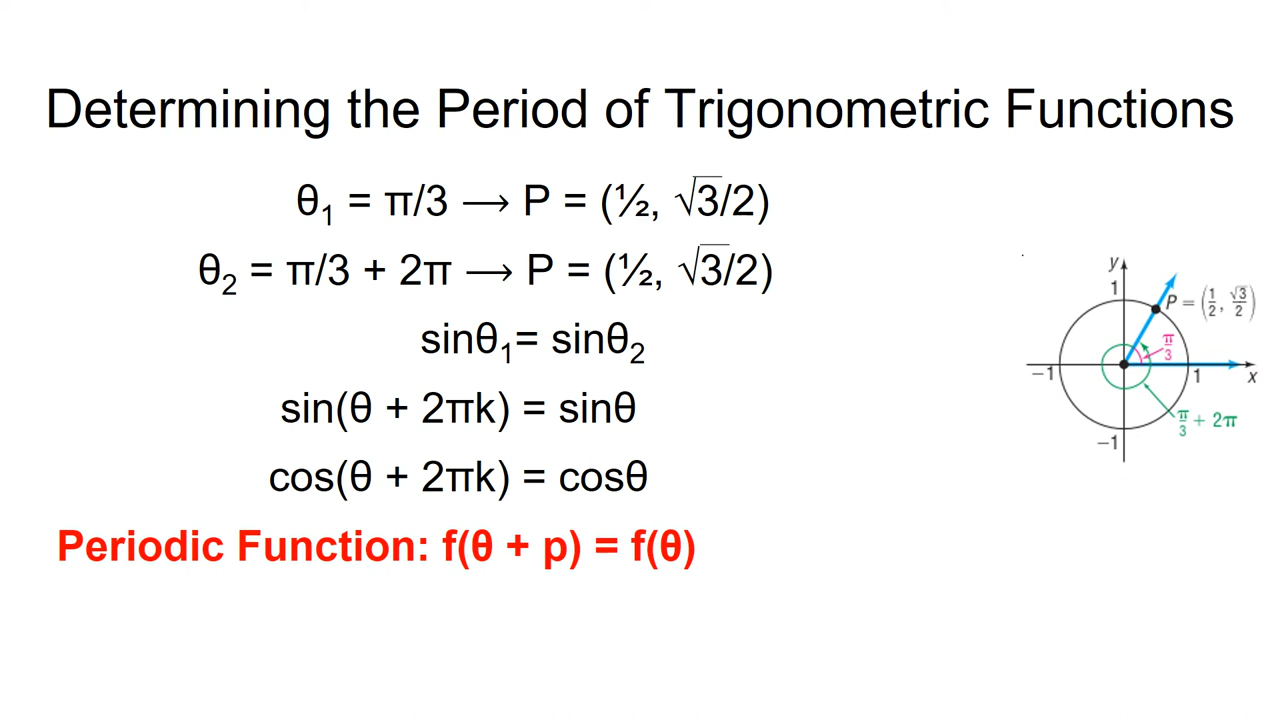 Determining the Period of Trigonometric Functions
θ₁ = π/3 ⟶ P = (½, √3/2)
θ₂ = π/3 + 2π ⟶ P = (½, √3/2)
sinθ₁= sinθ₂
sin(θ + 2πk) = sinθ
cos(θ + 2πk) = cosθ
Periodic Function: f(θ + p) = f(θ)
y
1
P = (1/2, √3/2)
π/3
−1
1
x
π/3 + 2π
−1